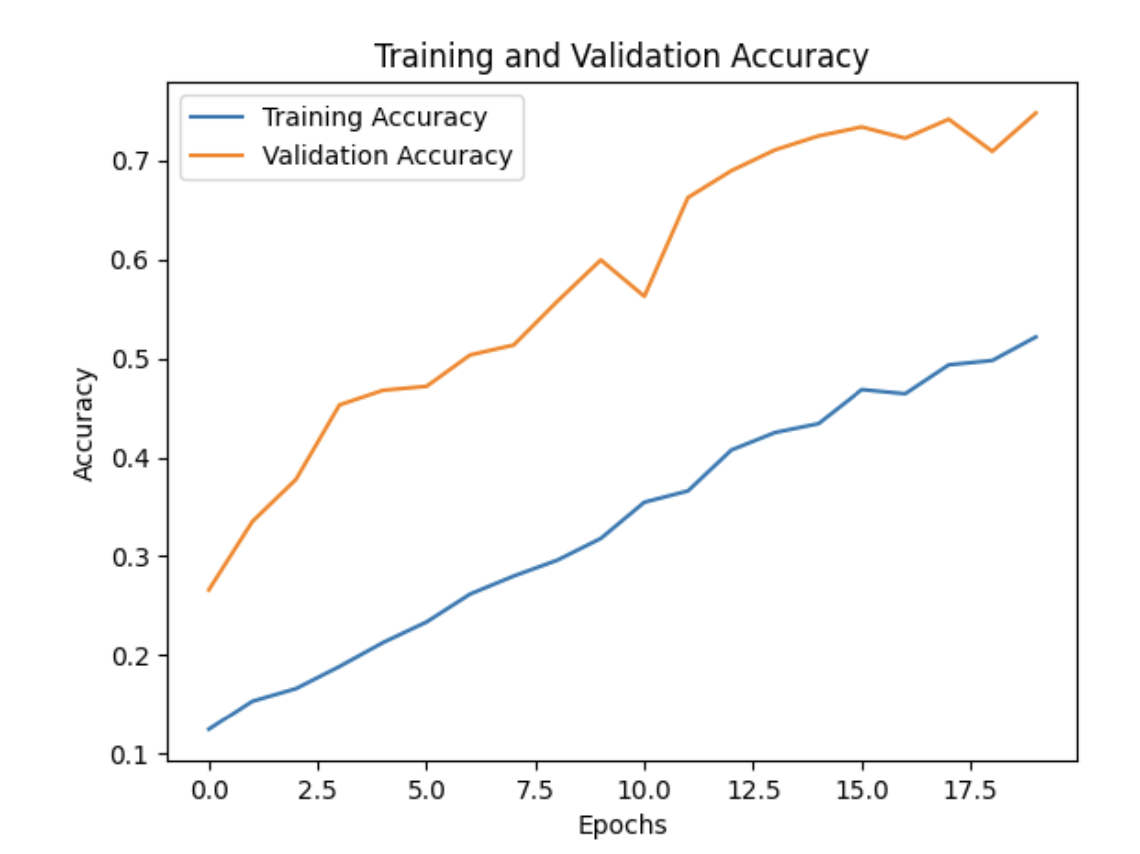 Training and Validation Accuracy
Training Accuracy
Validation Accuracy
0.7
0.6
0.5
0.4
0.3
0.2
0.1
Accuracy
0.0 2.5 5.0 7.5 10.0 12.5 15.0 17.5
Epochs